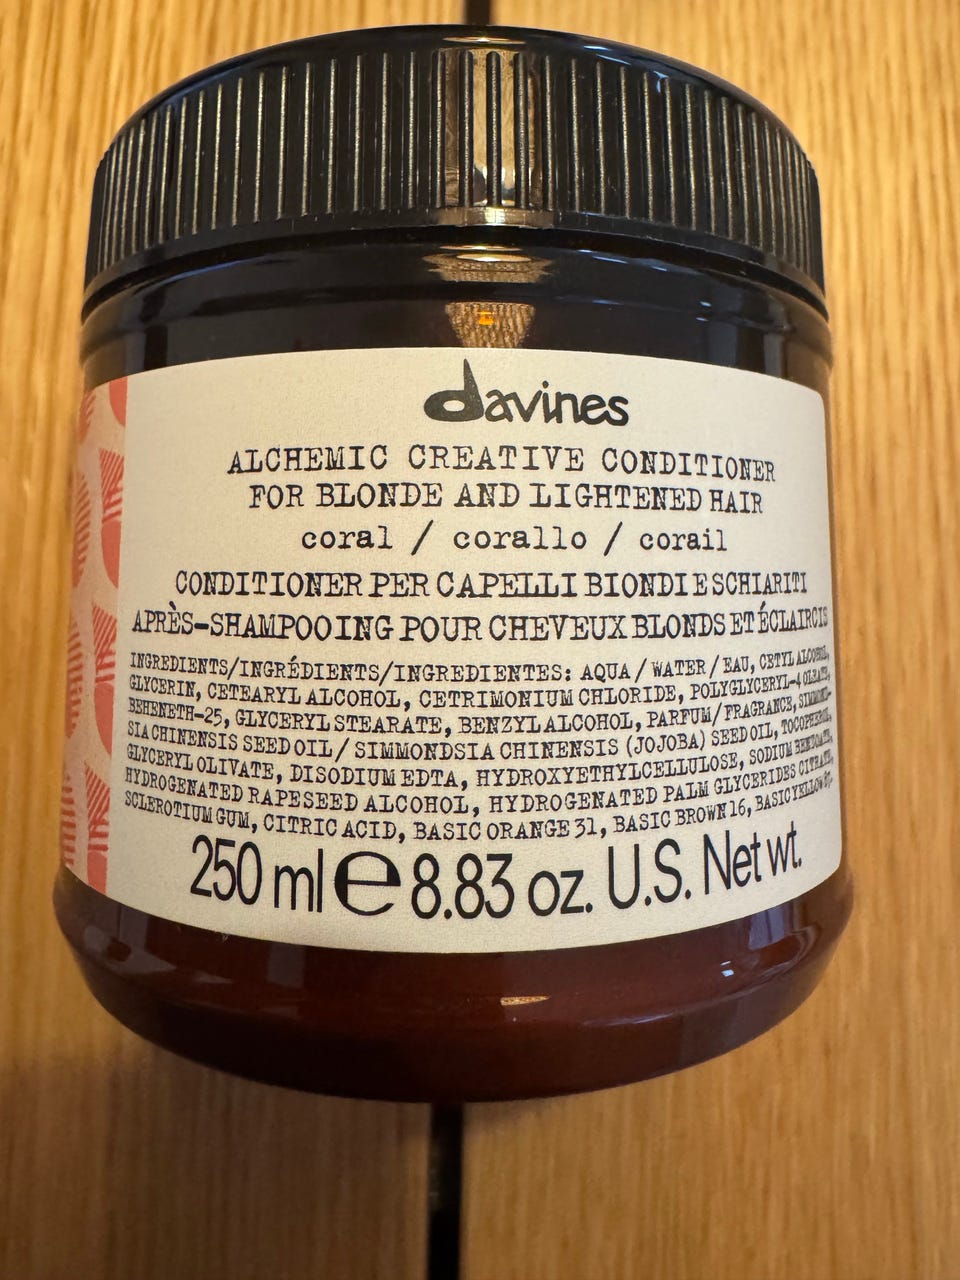 davines
ALCHEMIC CREATIVE CONDITIONER
FOR BLONDE AND LIGHTENED HAIR
coral / corallo / corail
CONDITIONER PER CAPELLI BIONDI E SCHIARITI
APRÈS-SHAMPOOING POUR CHEVEUX BLONDS ET ÉCLAIRCIS
INGREDIENTS/INGRÉDIENTS/INGREDIENTES: AQUA / WATER / EAU, CETYL ALCOHOL,
GLYCERIN, CETEARYL ALCOHOL, CETRIMONIUM CHLORIDE, POLYGLYCERYL-4 OLEATE,
BEHENETH-25, GLYCERYL STEARATE, BENZYL ALCOHOL, PARFUM/FRAGRANCE, SIMMOND-
SIA CHINENSIS SEED OIL / SIMMONDSIA CHINENSIS (JOJOBA) SEED OIL, TOCOPHEROL,
GLYCERYL OLIVATE, DISODIUM EDTA, HYDROXYETHYLCELLULOSE, SODIUM BENZOATE,
HYDROGENATED RAPESEED ALCOHOL, HYDROGENATED PALM GLYCERIDES CITRATE,
SCLEROTIUM GUM, CITRIC ACID, BASIC ORANGE 31, BASIC BROWN 16, BASIC YELLOW
250 ml e 8.83 oz. U.S. Net wt.